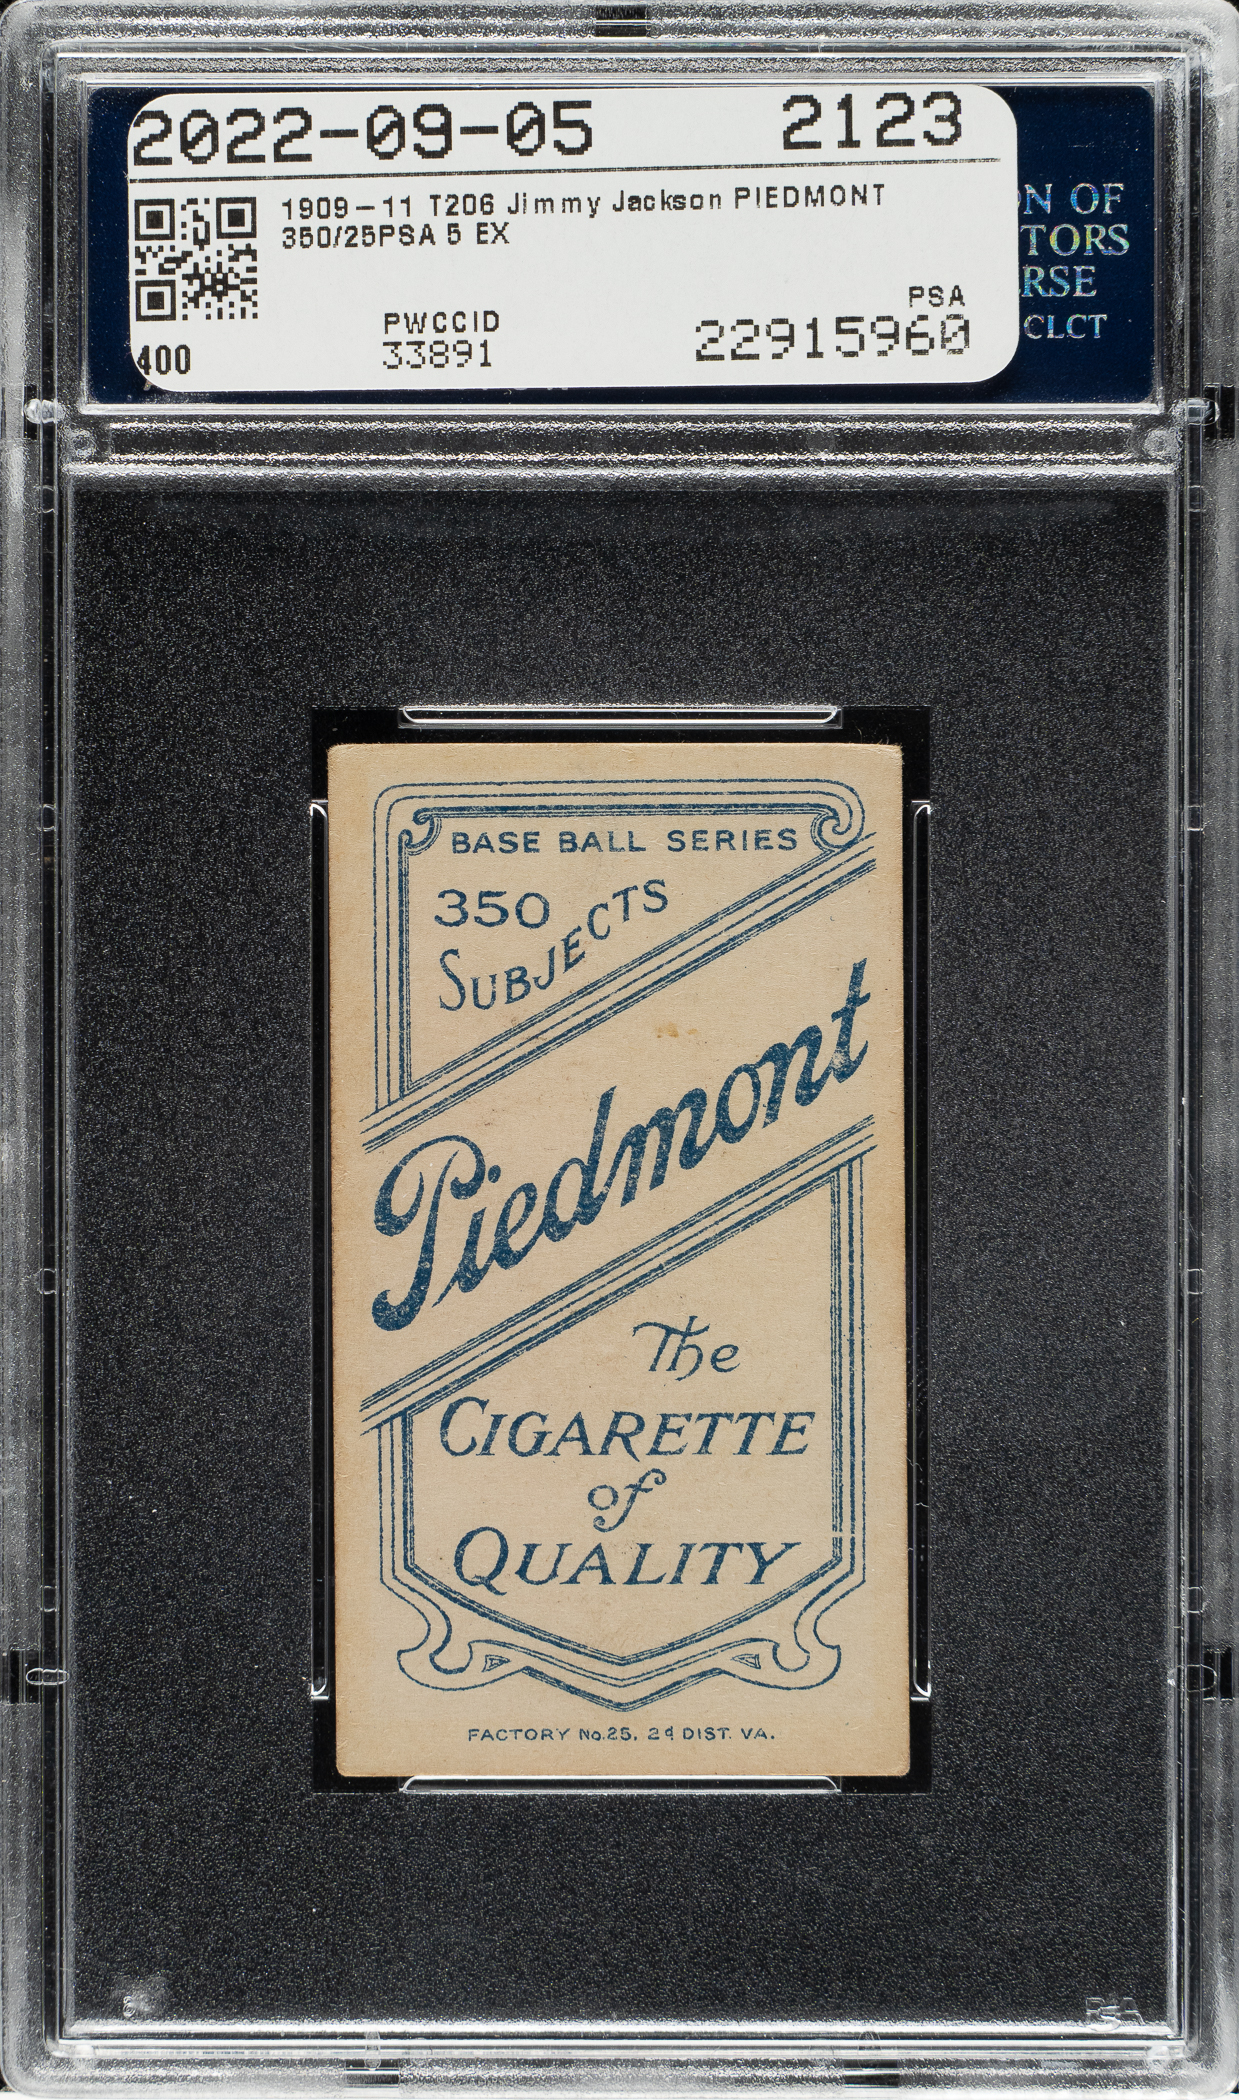 2022-09-05 2123
1909-11 T206 Jimmy Jackson PIEDMONT
350/25PSA 5 EX
PSA
PWCCID
22915960
400
33891
ON OF
TORS
RSE
CLCT
BASE BALL SERIES
350
SUBJECTS
Piedmont
The
CIGARETTE
of
QUALITY
FACTORY No.25, 2d DIST. VA.
PSA